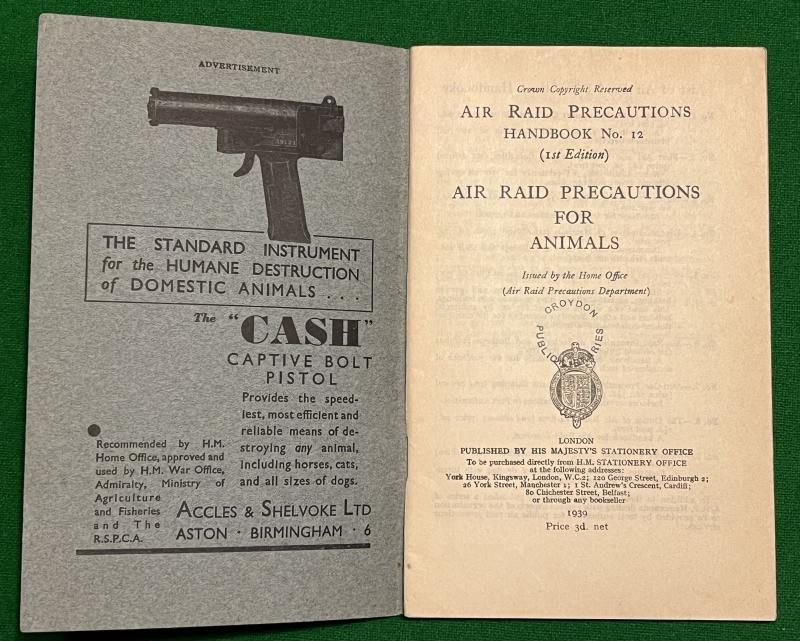 ADVERTISEMENT
THE STANDARD INSTRUMENT
for the HUMANE DESTRUCTION
of DOMESTIC ANIMALS . . .
The "CASH"
CAPTIVE BOLT
PISTOL
Provides the speed-
iest, most efficient and
reliable means of de-
stroying any animal,
including horses, cats,
and all sizes of dogs.
Recommended by H.M.
Home Office, approved and
used by H.M. War Office,
Admiralty, Ministry of
Agriculture
and Fisheries
and The
R.S.P.C.A.
ACCLES & SHELVOKE LTD
ASTON · BIRMINGHAM · 6
Crown Copyright Reserved
AIR RAID PRECAUTIONS
HANDBOOK No. 12
(1st Edition)
AIR RAID PRECAUTIONS
FOR
ANIMALS
Issued by the Home Office
(Air Raid Precautions Department)
CROYDON
PUBLIC LIBRARIES
LONDON
PUBLISHED BY HIS MAJESTY'S STATIONERY OFFICE
To be purchased directly from H.M. STATIONERY OFFICE
at the following addresses:
York House, Kingsway, London, W.C.2; 120 George Street, Edinburgh 2;
26 York Street, Manchester 1; 1 St. Andrew's Crescent, Cardiff;
80 Chichester Street, Belfast;
or through any bookseller
1939
Price 3d. net